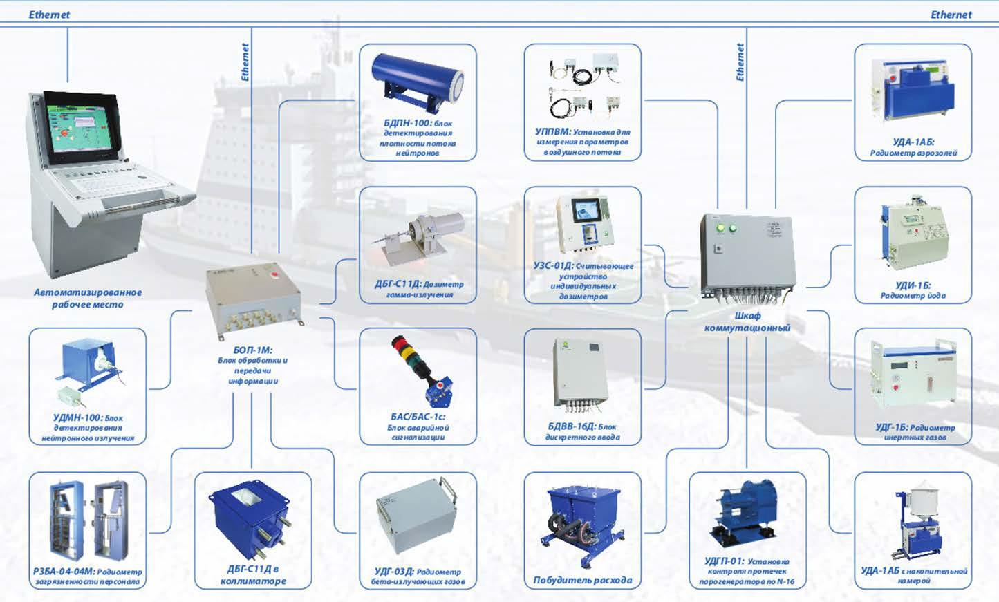 Ethernet
Ethernet
Ethernet
Ethernet
БДПН-100: блок
детектирования
плотности потока
нейтронов
УППВМ: Установка для
измерения параметров
воздушного потока
УДА-1АБ:
Радиометр аэрозолей
Автоматизированное
рабочее место
ДБГ-С11Д: Дозиметр
гамма-излучения
УЗС-01Д: Считывающее
устройство
индивидуальных
дозиметров
УДИ-1Б:
Радиометр йода
Шкаф
коммутационный
БОП-1М:
Блок обработки и
передачи
информации
УДМН-100: Блок
детектирования
нейтронного излучения
БАС/БАС-1с:
Блок аварийной
сигнализации
БДВВ-16Д: Блок
дискретного ввода
УДГ-1Б: Радиометр
инертных газов
РЗБА-04-04М: Радиометр
загрязненности персонала
ДБГ-С11Д в
коллиматоре
УДГ-03Д: Радиометр
бета-излучающих газов
Побудитель расхода
УДГП-01: Установка
контроля протечек
парогенератора по N-16
УДА-1АБ с накопительной
камерой